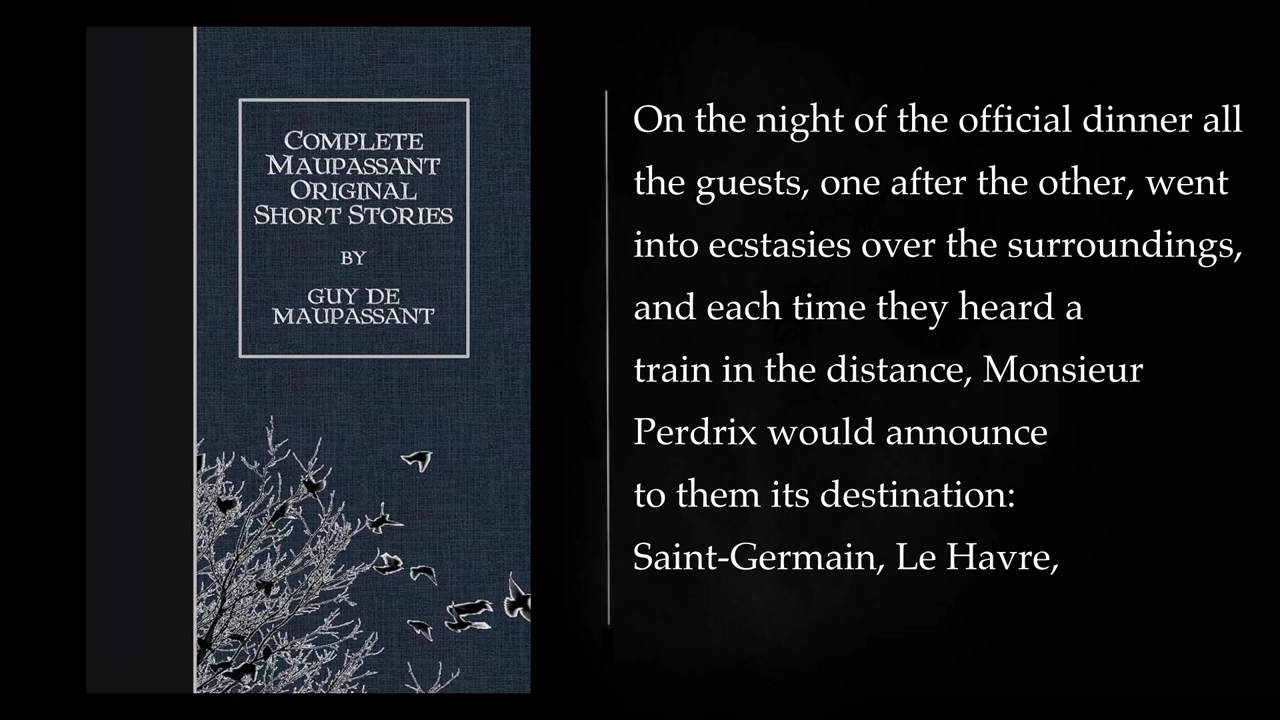 COMPLETE
MAUPASSANT
ORIGINAL
SHORT STORIES
BY
GUY DE
MAUPASSANT
On the night of the official dinner all
the guests, one after the other, went
into ecstasies over the surroundings,
and each time they heard a
train in the distance, Monsieur
Perdrix would announce
to them its destination:
Saint-Germain, Le Havre,